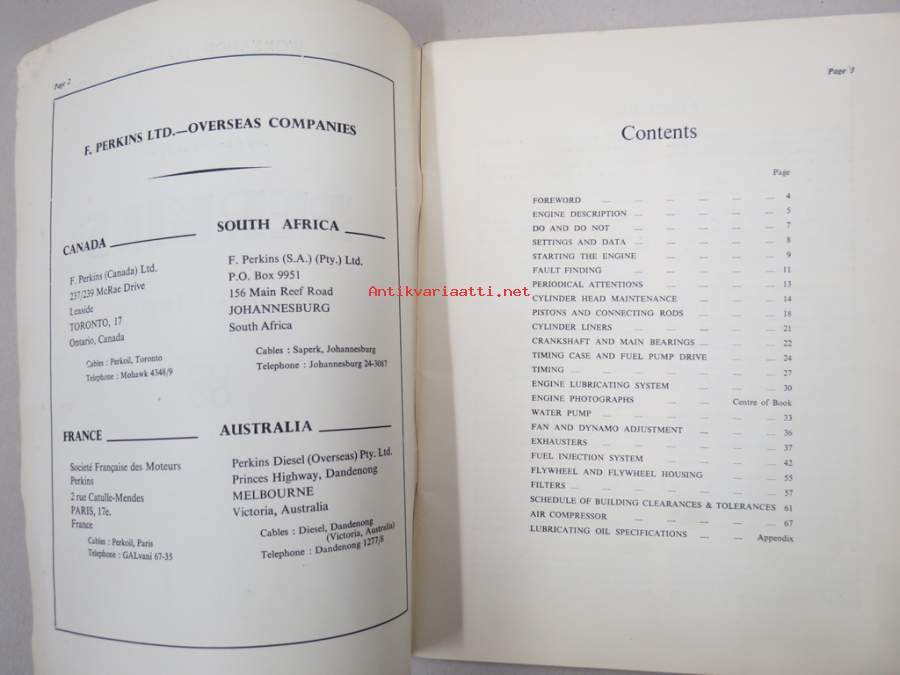 Page 2
F. PERKINS LTD.—OVERSEAS COMPANIES
CANADA
F. Perkins (Canada) Ltd.
237/239 McRae Drive
Leaside
TORONTO, 17
Ontario, Canada
Cables : Perkoil, Toronto
Telephone : Mohawk 4348/9
SOUTH AFRICA
F. Perkins (S.A.) (Pty.) Ltd.
P.O. Box 9951
156 Main Reef Road
JOHANNESBURG
South Africa
Cables : Saperk, Johannesburg
Telephone : Johannesburg 24-3087
FRANCE
Societé Française des Moteurs
Perkins
2 rue Catulle-Mendes
PARIS, 17e.
France
Cables : Perkoil, Paris
Telephone : GALvani 67-35
AUSTRALIA
Perkins Diesel (Overseas) Pty. Ltd.
Princes Highway, Dandenong
MELBOURNE
Victoria, Australia
Cables : Diesel, Dandenong
(Victoria, Australia)
Telephone : Dandenong 1277/8
Antikvariaatti.net
Page 3
Contents
Page
FOREWORD 4
ENGINE DESCRIPTION 5
DO AND DO NOT 7
SETTINGS AND DATA 8
STARTING THE ENGINE 9
FAULT FINDING 11
PERIODICAL ATTENTIONS 13
CYLINDER HEAD MAINTENANCE 14
PISTONS AND CONNECTING RODS 18
CYLINDER LINERS 21
CRANKSHAFT AND MAIN BEARINGS 22
TIMING CASE AND FUEL PUMP DRIVE 24
TIMING 27
ENGINE LUBRICATING SYSTEM 30
ENGINE PHOTOGRAPHS Centre of Book
WATER PUMP 33
FAN AND DYNAMO ADJUSTMENT 36
EXHAUSTERS 37
FUEL INJECTION SYSTEM 42
FLYWHEEL AND FLYWHEEL HOUSING 55
FILTERS 57
SCHEDULE OF BUILDING CLEARANCES & TOLERANCES 61
AIR COMPRESSOR 67
LUBRICATING OIL SPECIFICATIONS Appendix